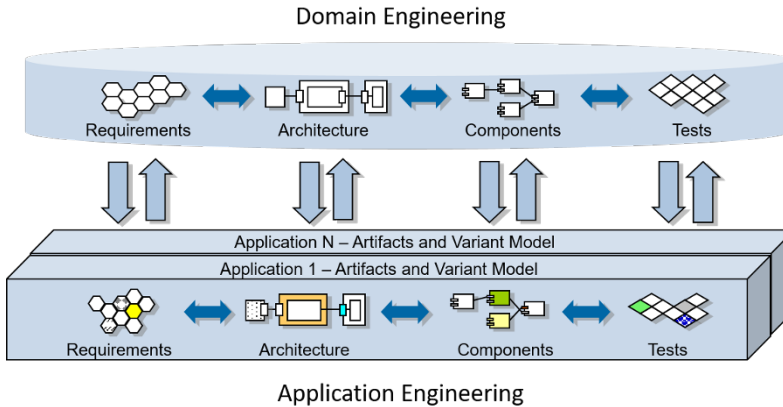 Domain Engineering
Requirements
Architecture
Components
Tests
Application N – Artifacts and Variant Model
Application 1 – Artifacts and Variant Model
Requirements
Architecture
Components
Tests
Application Engineering